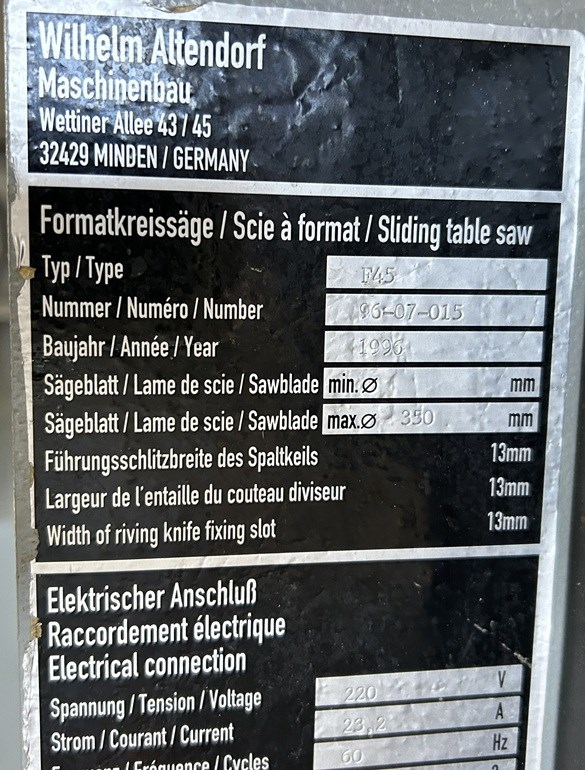 Wilhelm Altendorf
Maschinenbau
Wettiner Allee 43 / 45
32429 MINDEN / GERMANY
Formatkreissäge / Scie à format / Sliding table saw
Typ / Type F45
Nummer / Numéro / Number 96-07-015
Baujahr / Année / Year 1996
Sägeblatt / Lame de scie / Sawblade min.⌀ mm
Sägeblatt / Lame de scie / Sawblade max.⌀ 350 mm
Führungsschlitzbreite des Spaltkeils 13mm
Largeur de l'entaille du couteau diviseur 13mm
Width of riving knife fixing slot 13mm
Elektrischer Anschluß
Raccordement électrique
Electrical connection
Spannung / Tension / Voltage 220 V
Strom / Courant / Current 23,2 A
/ Fréquence / Cycles 60 Hz